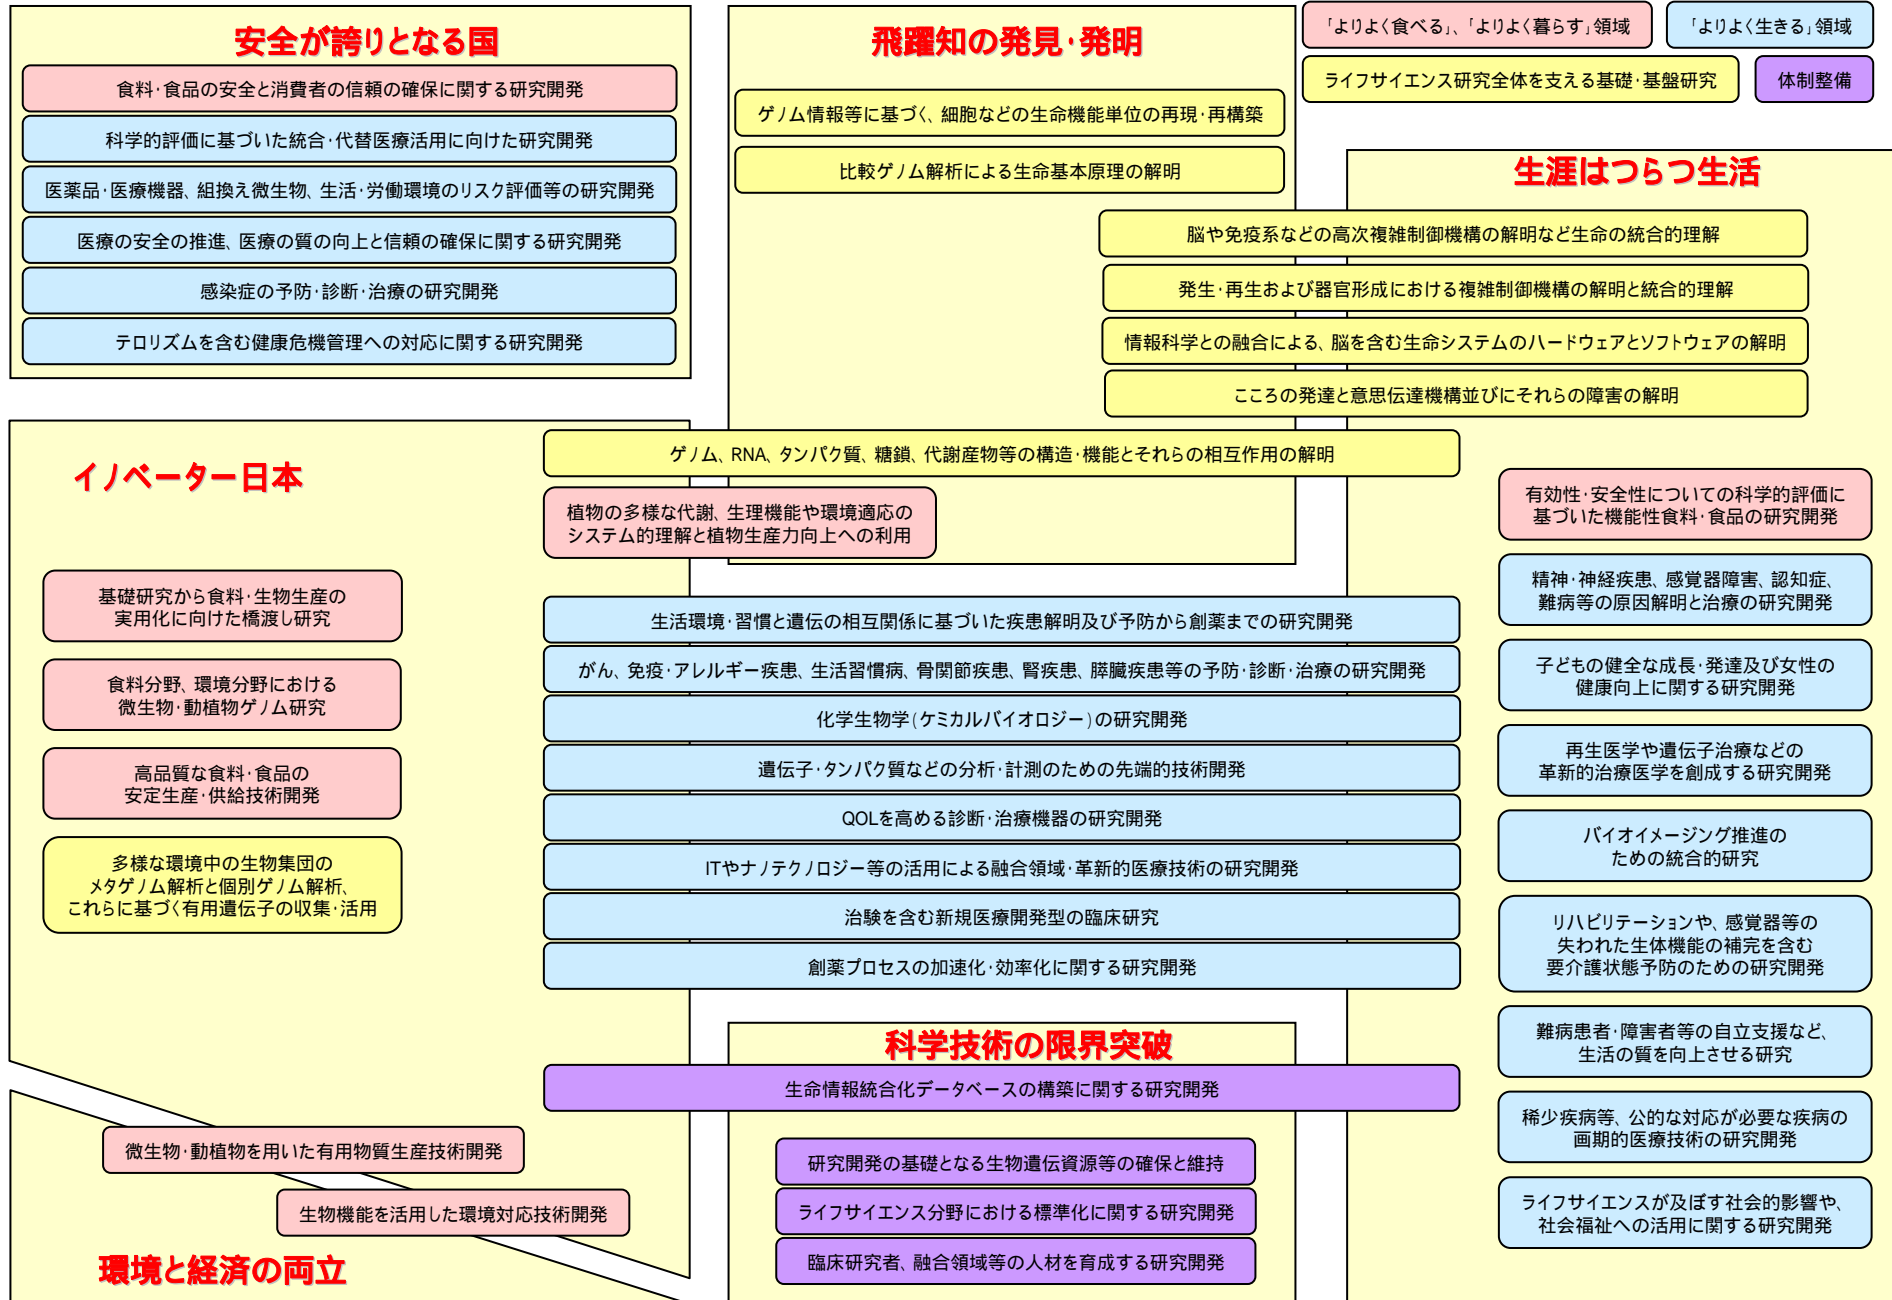 安全が誇りとなる国
食料・食品の安全と消費者の信頼の確保に関する研究開発
科学的評価に基づいた統合・代替医療活用に向けた研究開発
医薬品・医療機器、組換え微生物、生活・労働環境のリスク評価等の研究開発
医療の安全の推進、医療の質の向上と信頼の確保に関する研究開発
感染症の予防・診断・治療の研究開発
テロリズムを含む健康危機管理への対応に関する研究開発
飛躍知の発見・発明
ゲノム情報等に基づく、細胞などの生命機能単位の再現・再構築
比較ゲノム解析による生命基本原理の解明
「よりよく食べる」、「よりよく暮らす」領域
「よりよく生きる」領域
ライフサイエンス研究全体を支える基礎・基盤研究
体制整備
生涯はつらつ生活
脳や免疫系などの高次複雑制御機構の解明など生命の統合的理解
発生・再生および器官形成における複雑制御機構の解明と統合的理解
情報科学との融合による、脳を含む生命システムのハードウェアとソフトウェアの解明
こころの発達と意思伝達機構並びにそれらの障害の解明
イノベーター日本
ゲノム、RNA、タンパク質、糖鎖、代謝産物等の構造・機能とそれらの相互作用の解明
植物の多様な代謝、生理機能や環境適応の
システム的理解と植物生産力向上への利用
基礎研究から食料・生物生産の
実用化に向けた橋渡し研究
食料分野、環境分野における
微生物・動植物ゲノム研究
高品質な食料・食品の
安定生産・供給技術開発
多様な環境中の生物集団の
メタゲノム解析と個別ゲノム解析、
これらに基づく有用遺伝子の収集・活用
生活環境・習慣と遺伝の相互関係に基づいた疾患解明及び予防から創薬までの研究開発
がん、免疫・アレルギー疾患、生活習慣病、骨関節疾患、腎疾患、膵臓疾患等の予防・診断・治療の研究開発
化学生物学(ケミカルバイオロジー)の研究開発
遺伝子・タンパク質などの分析・計測のための先端的技術開発
QOLを高める診断・治療機器の研究開発
ITやナノテクノロジー等の活用による融合領域・革新的医療技術の研究開発
治験を含む新規医療開発型の臨床研究
創薬プロセスの加速化・効率化に関する研究開発
有効性・安全性についての科学的評価に
基づいた機能性食料・食品の研究開発
精神・神経疾患、感覚器障害、認知症、
難病等の原因解明と治療の研究開発
子どもの健全な成長・発達及び女性の
健康向上に関する研究開発
再生医学や遺伝子治療などの
革新的治療医学を創成する研究開発
バイオイメージング推進の
ための統合的研究
リハビリテーションや、感覚器等の
失われた生体機能の補完を含む
要介護状態予防のための研究開発
難病患者・障害者等の自立支援など、
生活の質を向上させる研究
稀少疾病等、公的な対応が必要な疾病の
画期的医療技術の研究開発
ライフサイエンスが及ぼす社会的影響や、
社会福祉への活用に関する研究開発
科学技術の限界突破
生命情報統合化データベースの構築に関する研究開発
研究開発の基礎となる生物遺伝資源等の確保と維持
ライフサイエンス分野における標準化に関する研究開発
臨床研究者、融合領域等の人材を育成する研究開発
微生物・動植物を用いた有用物質生産技術開発
生物機能を活用した環境対応技術開発
環境と経済の両立